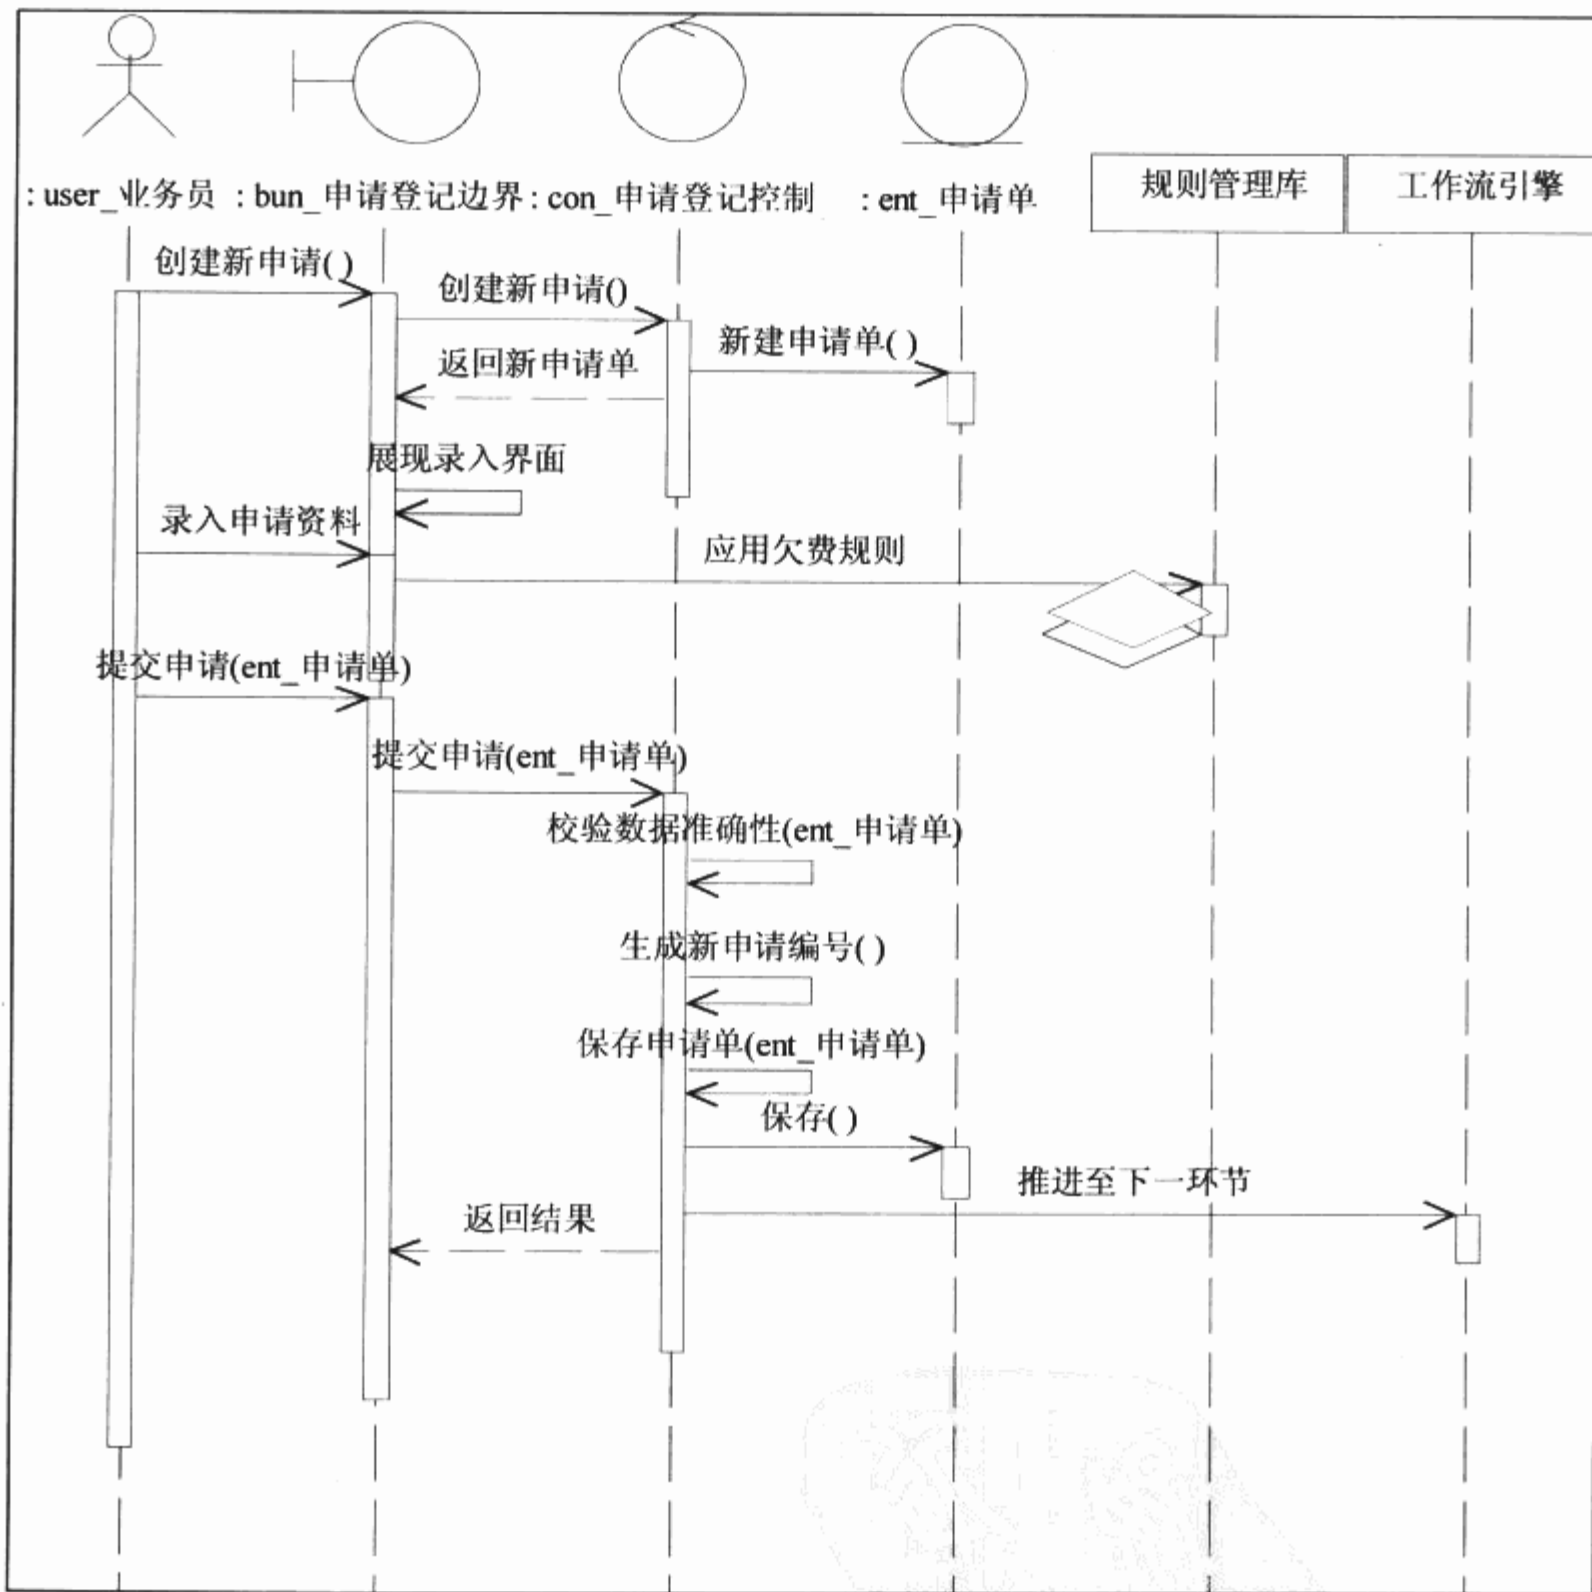 : user_业务员
: bun_申请登记边界
: con_申请登记控制
: ent_申请单
规则管理库
工作流引擎
创建新申请( )
创建新申请()
新建申请单( )
返回新申请单
展现录入界面
录入申请资料
应用欠费规则
提交申请(ent_申请单)
提交申请(ent_申请单)
校验数据准确性(ent_申请单)
生成新申请编号( )
保存申请单(ent_申请单)
保存( )
推进至下一环节
返回结果